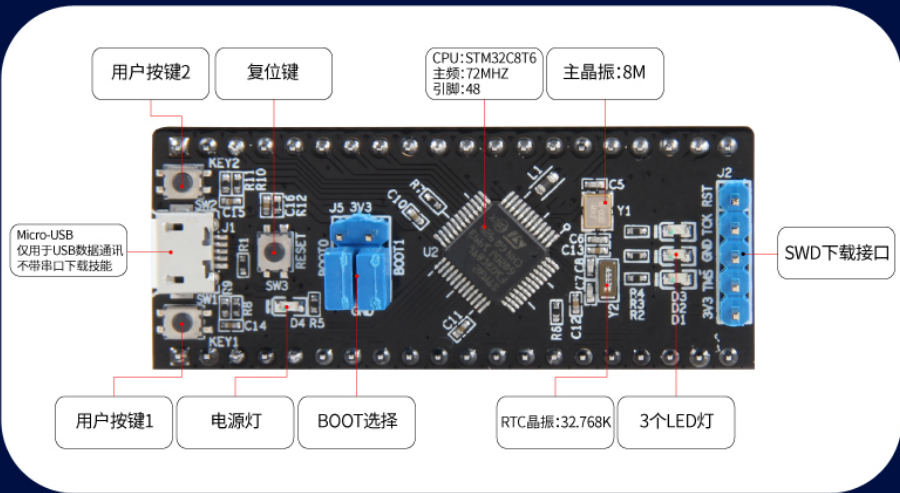 用户按键2
复位键
CPU:STM32C8T6
主频:72MHZ
引脚:48
主晶振:8M
KEY2
R11
R10
C15
C16
R12
J1
R1
RESET
SW3
J5 3V3
BOOT0
BOOT1
C10
U2
L1
C5
Y1
C6
C13
J2
RST
TCK
GND
TMS
3V3
Micro-USB
仅用于USB数据通讯
不带串口下载技能
SWD下载接口
SW1
R9
R8
C14
KEY1
D4
R5
C11
R6
C12
C7
C8
Y2
R4
R3
R2
D3
D2
D1
用户按键1
电源灯
BOOT选择
RTC晶振:32.768K
3个LED灯